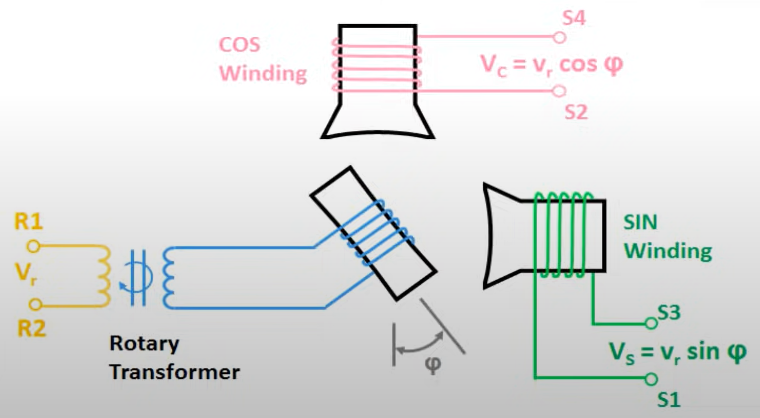 S4
COS
Winding
V_C = v_r cos φ
S2
R1
V_r
R2
Rotary
Transformer
φ
SIN
Winding
S3
V_S = v_r sin φ
S1